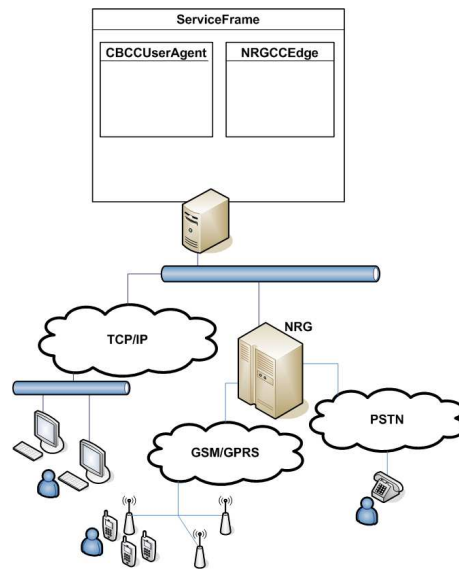 ServiceFrame
CBCCUserAgent
NRGCCEdge
NRG
TCP/IP
PSTN
GSM/GPRS